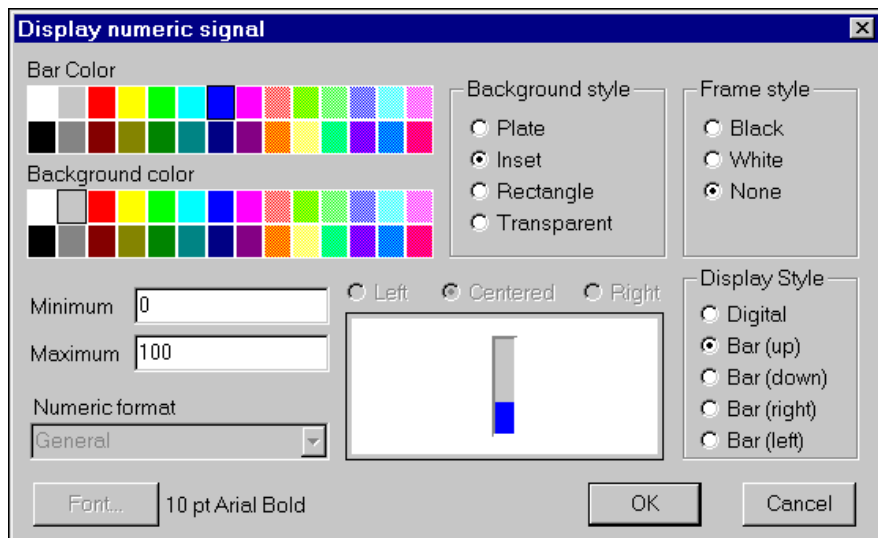 Display numeric signal
Bar Color
Background color
Background style
Plate
Inset
Rectangle
Transparent
Frame style
Black
White
None
Minimum 0
Maximum 100
Numeric format
General
Left Centered Right
Display Style
Digital
Bar (up)
Bar (down)
Bar (right)
Bar (left)
Font... 10 pt Arial Bold
OK Cancel